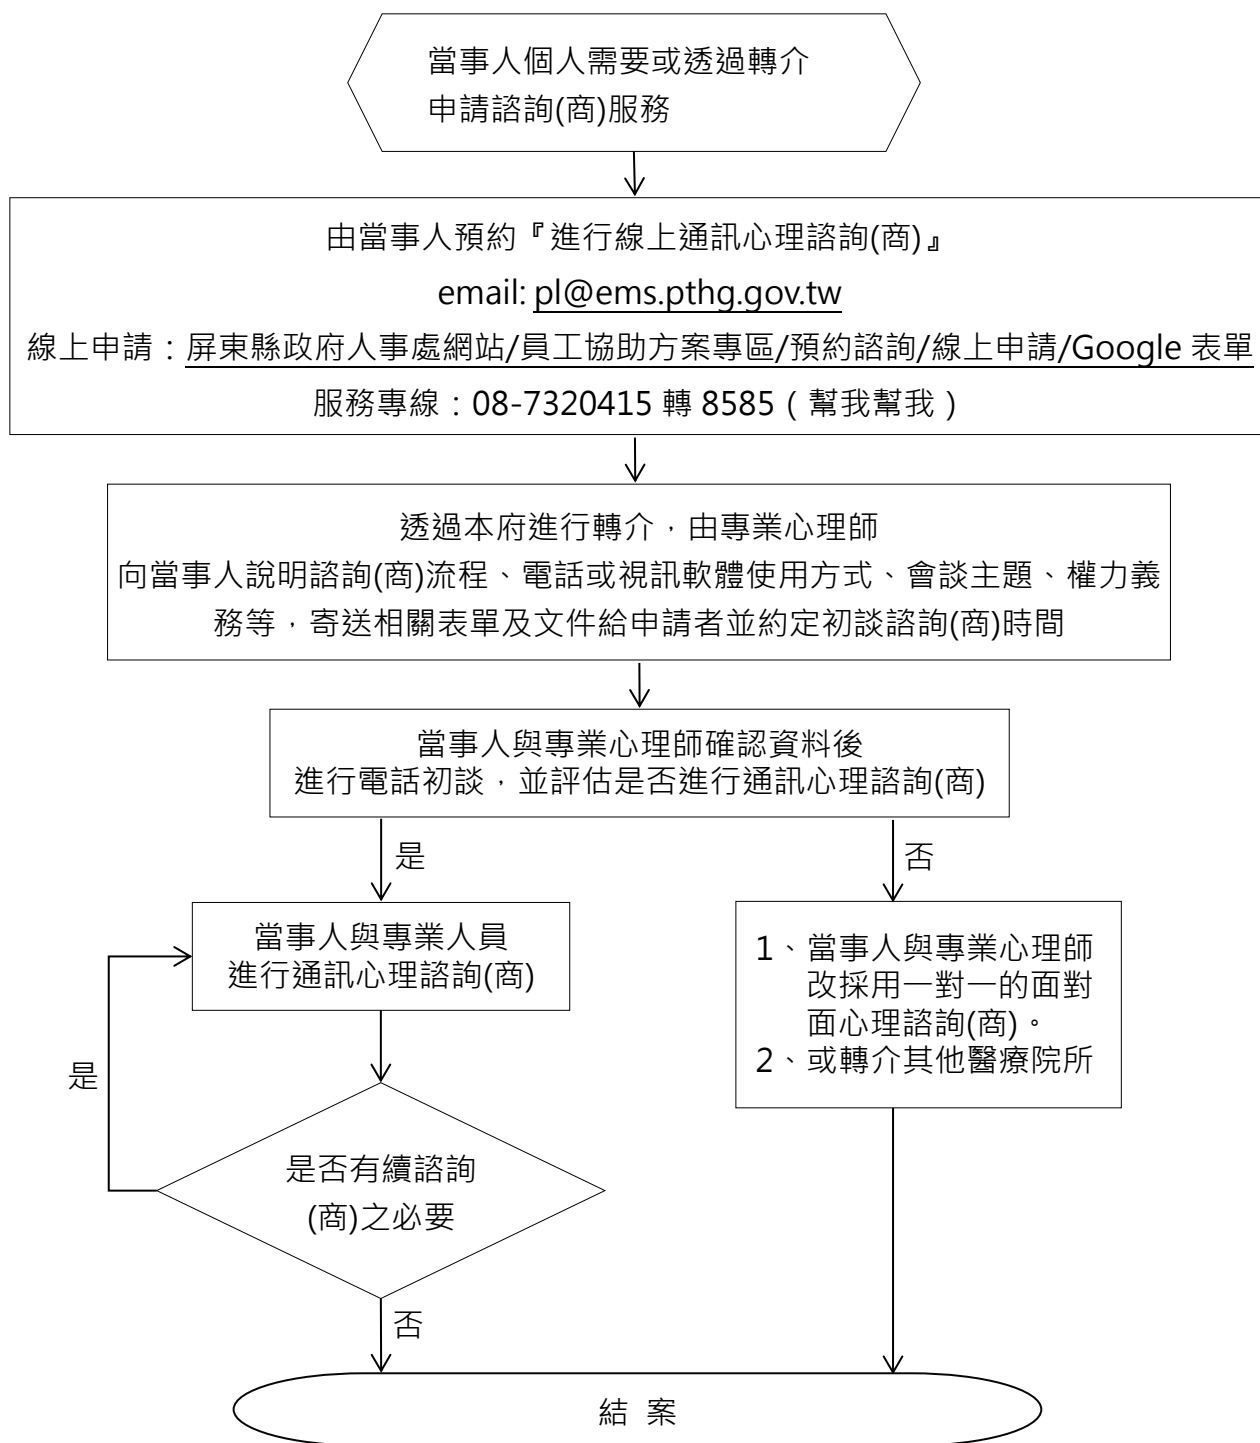 當事人個人需要或透過轉介
申請諮詢(商)服務
由當事人預約『進行線上通訊心理諮詢(商)』
email: pl@ems.pthg.gov.tw
線上申請：屏東縣政府人事處網站/員工協助方案專區/預約諮詢/線上申請/Google 表單
服務專線：08-7320415 轉 8585（幫我幫我）
透過本府進行轉介，由專業心理師
向當事人說明諮詢(商)流程、電話或視訊軟體使用方式、會談主題、權力義
務等，寄送相關表單及文件給申請者並約定初談諮詢(商)時間
當事人與專業心理師確認資料後
進行電話初談，並評估是否進行通訊心理諮詢(商)
是
否
當事人與專業人員
進行通訊心理諮詢(商)
1、當事人與專業心理師
改採用一對一的面對
面心理諮詢(商)。
2、或轉介其他醫療院所
是
是否有續諮詢
(商)之必要
否
結 案